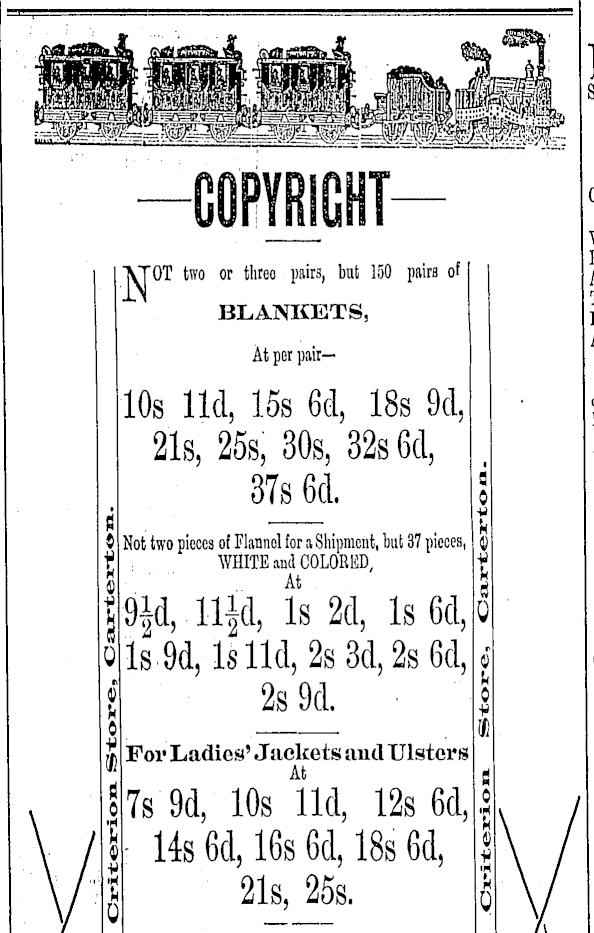 COPYRIGHT
NOT two or three pairs, but 150 pairs of
BLANKETS,
At per pair—
10s 11d, 15s 6d, 18s 9d,
21s, 25s, 30s, 32s 6d,
37s 6d.
Not two pieces of Flannel for a Shipment, but 37 pieces,
WHITE and COLORED,
At
9½d, 11½d, 1s 2d, 1s 6d,
1s 9d, 1s 11d, 2s 3d, 2s 6d,
2s 9d.
For Ladies' Jackets and Ulsters
At
7s 9d, 10s 11d, 12s 6d,
14s 6d, 16s 6d, 18s 6d,
21s, 25s.
Criterion Store, Carterton.
Criterion Store, Carterton.